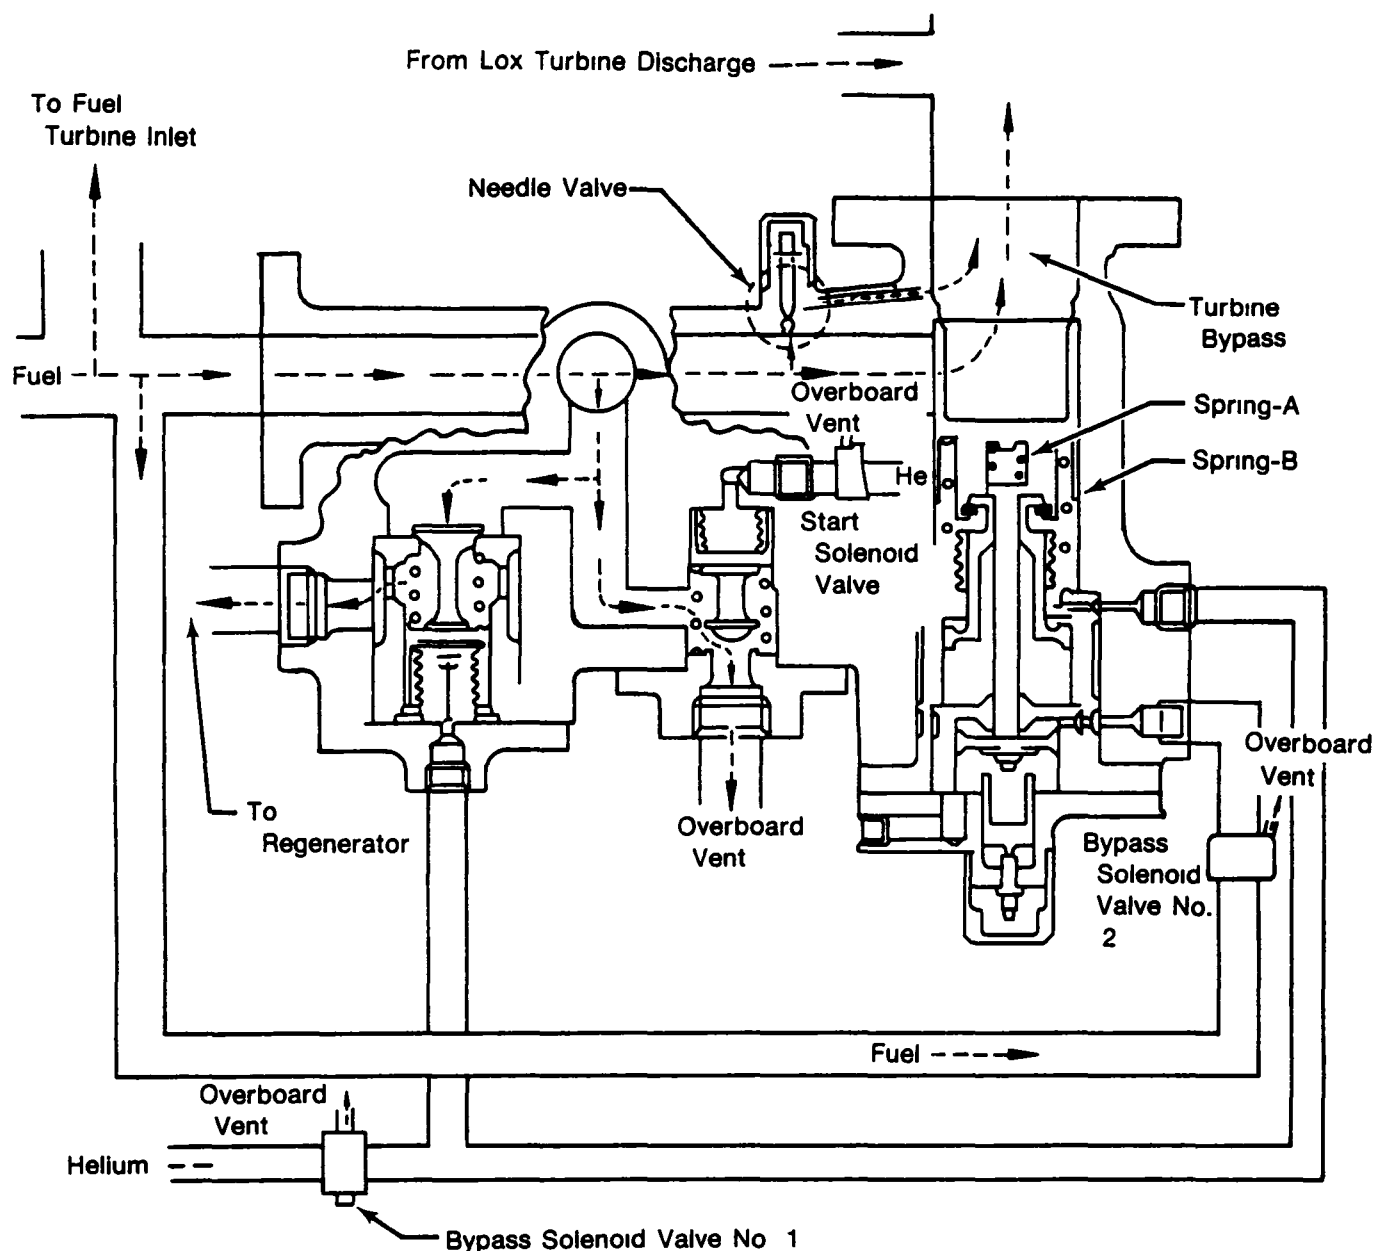 From Lox Turbine Discharge
To Fuel
Turbine Inlet
Needle Valve
Turbine
Bypass
Fuel
Overboard
Vent
Spring-A
He
Spring-B
Start
Solenoid
Valve
Overboard
Vent
To
Regenerator
Overboard
Vent
Bypass
Solenoid
Valve No.
2
Fuel
Overboard
Vent
Helium
Bypass Solenoid Valve No 1